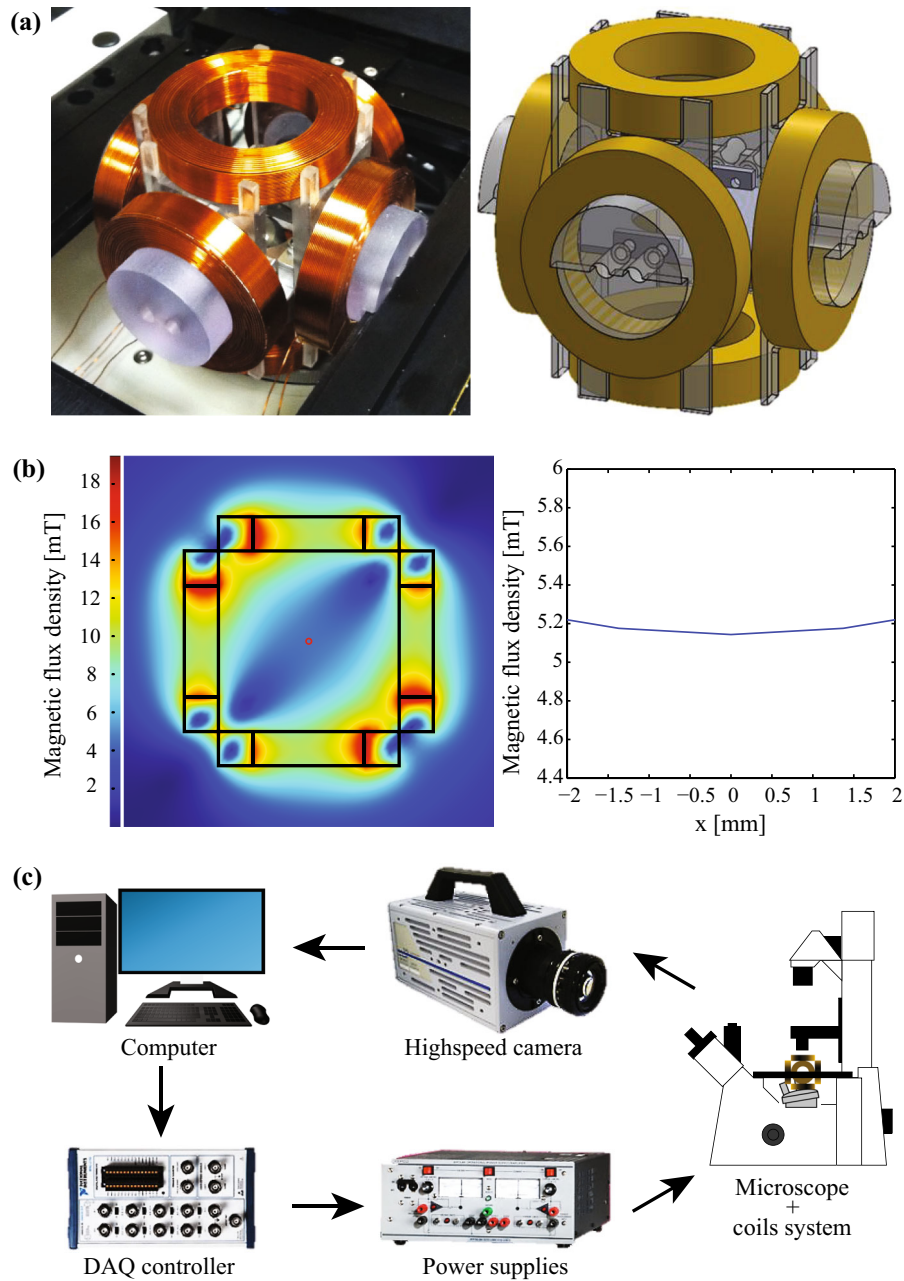 (a)
(b)
Magnetic flux density [mT]
18
16
14
12
10
8
6
4
2
Magnetic flux density [mT]
6
5.8
5.6
5.4
5.2
5
4.8
4.6
4.4
−2 −1.5 −1 −0.5 0 0.5 1 1.5 2
x [mm]
(c)
Computer
Highspeed camera
DAQ controller
Power supplies
Microscope
+
coils system